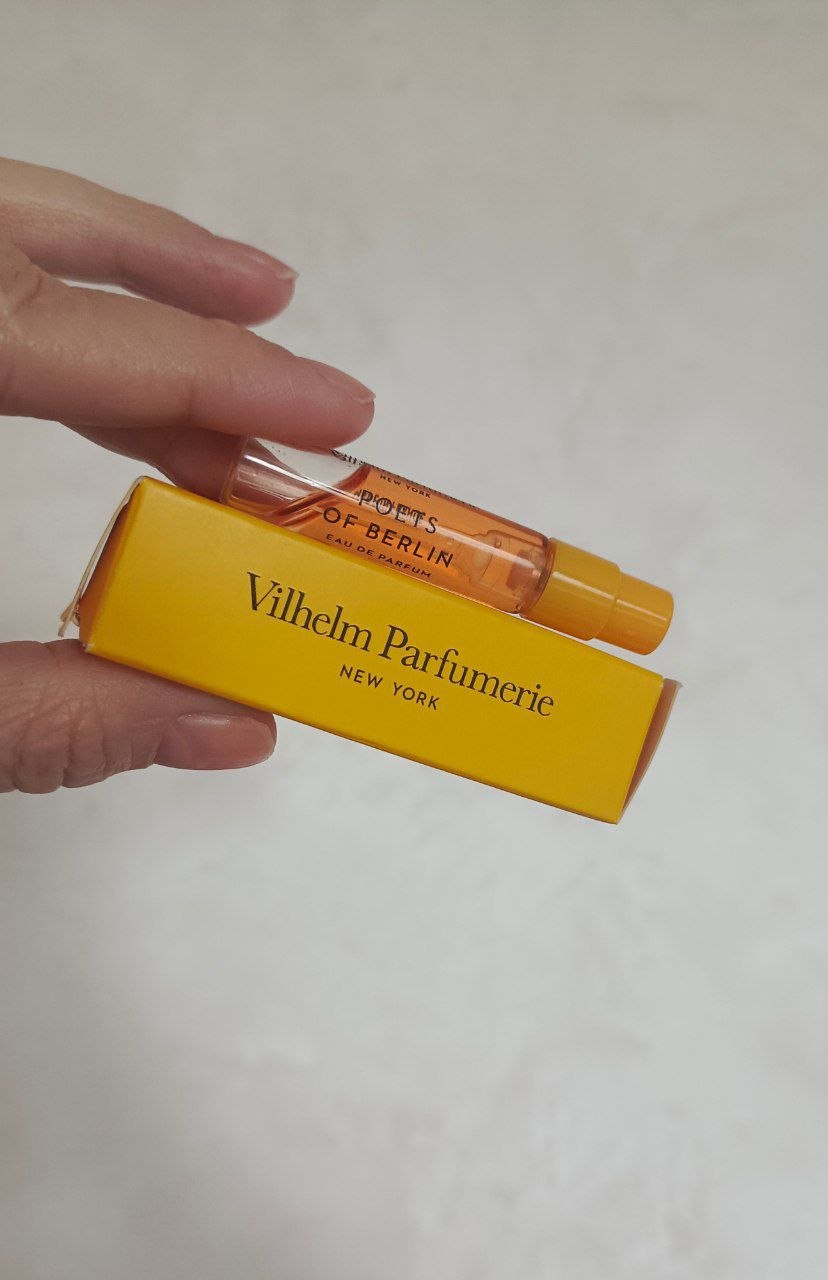 NEW YORK
POETS
OF BERLIN
EAU DE PARFUM
Vilhelm Parfumerie
NEW YORK